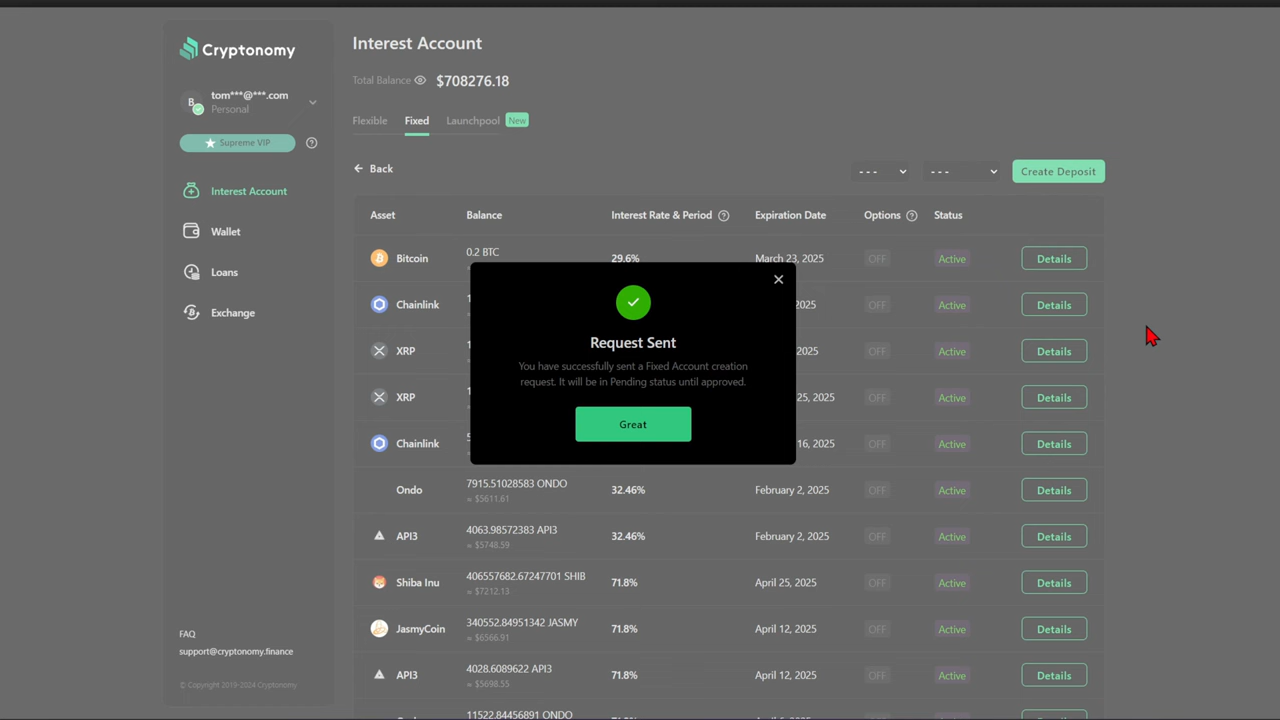 Cryptonomy
Interest Account
Total Balance $708276.18
B tom***@***.com
Personal
Flexible Fixed Launchpool New
Supreme VIP
Back
- - - - - - Create Deposit
Interest Account
Wallet
Loans
Exchange
Asset Balance Interest Rate & Period Expiration Date Options Status
Bitcoin 0.2 BTC 29.6% March 23, 2025 OFF Active Details
Chainlink 2025 OFF Active Details
XRP 2025 OFF Active Details
XRP 25, 2025 OFF Active Details
Chainlink 16, 2025 OFF Active Details
Request Sent
You have successfully sent a Fixed Account creation
request. It will be in Pending status until approved.
Great
Ondo 7915.51028583 ONDO 32.46% February 2, 2025 OFF Active Details
≈ $5611.61
API3 4063.98572383 API3 32.46% February 2, 2025 OFF Active Details
≈ $5748.59
Shiba Inu 406557682.67247701 SHIB 71.8% April 25, 2025 OFF Active Details
≈ $7212.13
JasmyCoin 340552.84951342 JASMY 71.8% April 12, 2025 OFF Active Details
≈ $6566.91
API3 4028.6089622 API3 71.8% April 12, 2025 OFF Active Details
≈ $5698.55
11522.84456891 ONDO
FAQ
support@cryptonomy.finance
© Copyright 2019-2024 Cryptonomy